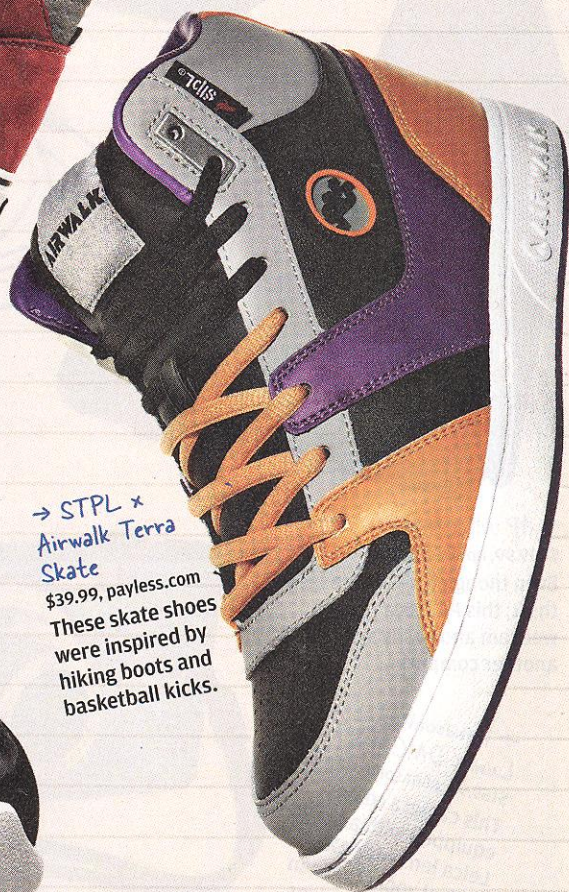 AIRWALK
AIRWALK
→ STPL x
Airwalk Terra
Skate
$39.99, payless.com
These skate shoes
were inspired by
hiking boots and
basketball kicks.